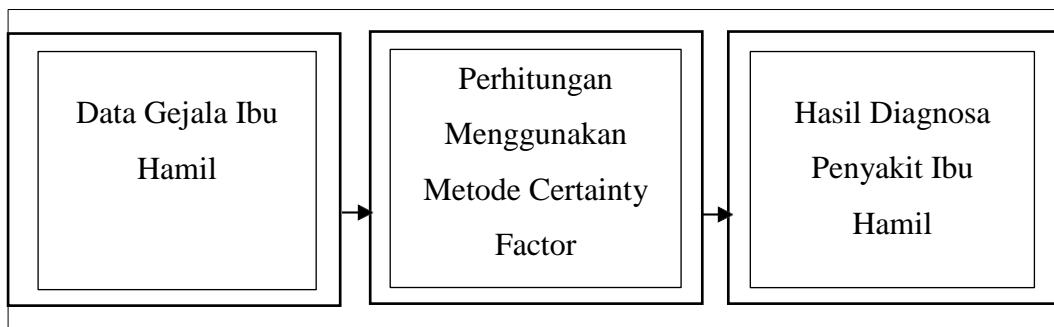 Data Gejala Ibu
Hamil
Perhitungan
Menggunakan
Metode Certainty
Factor
Hasil Diagnosa
Penyakit Ibu
Hamil